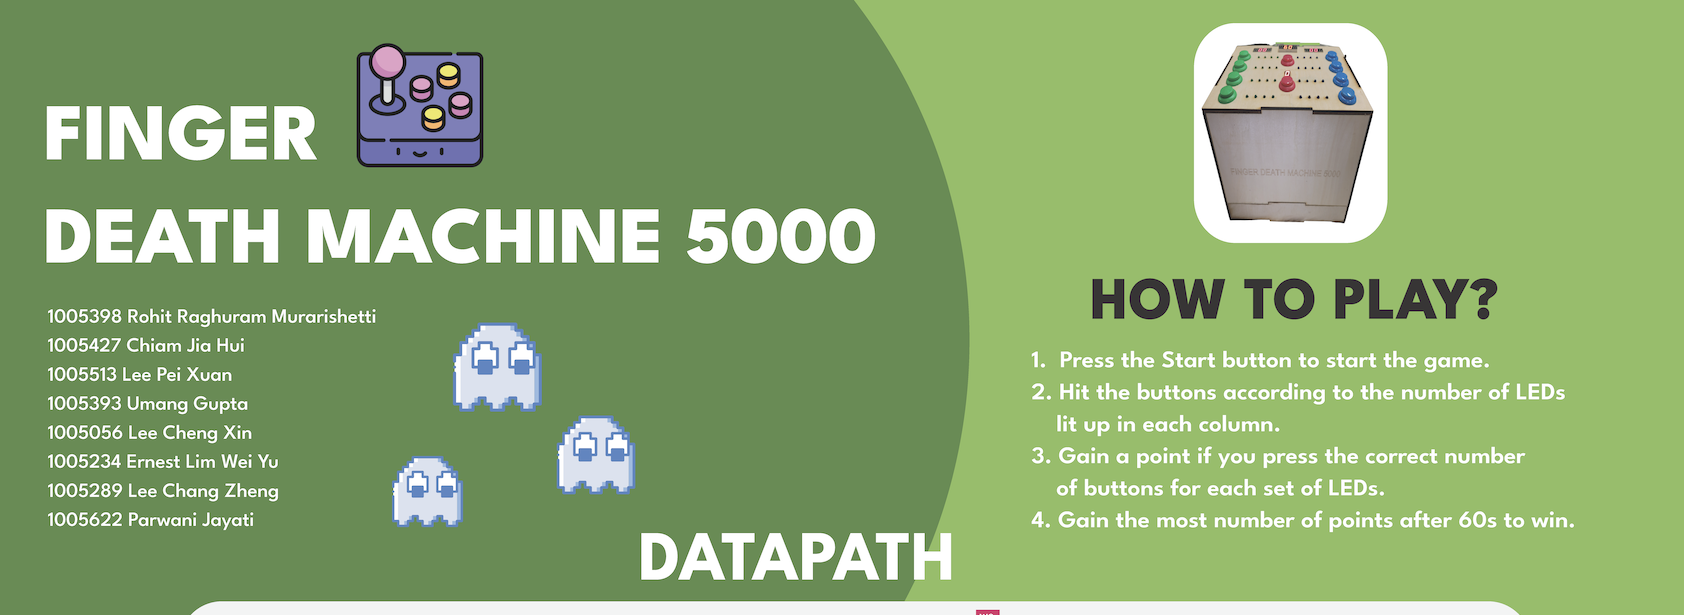 FINGER
DEATH MACHINE 5000
1005398 Rohit Raghuram Murarishetti
1005427 Chiam Jia Hui
1005513 Lee Pei Xuan
1005393 Umang Gupta
1005056 Lee Cheng Xin
1005234 Ernest Lim Wei Yu
1005289 Lee Chang Zheng
1005622 Parwani Jayati
FINGER DEATH MACHINE 5000
HOW TO PLAY?
1. Press the Start button to start the game.
2. Hit the buttons according to the number of LEDs
lit up in each column.
3. Gain a point if you press the correct number
of buttons for each set of LEDs.
4. Gain the most number of points after 60s to win.
DATAPATH